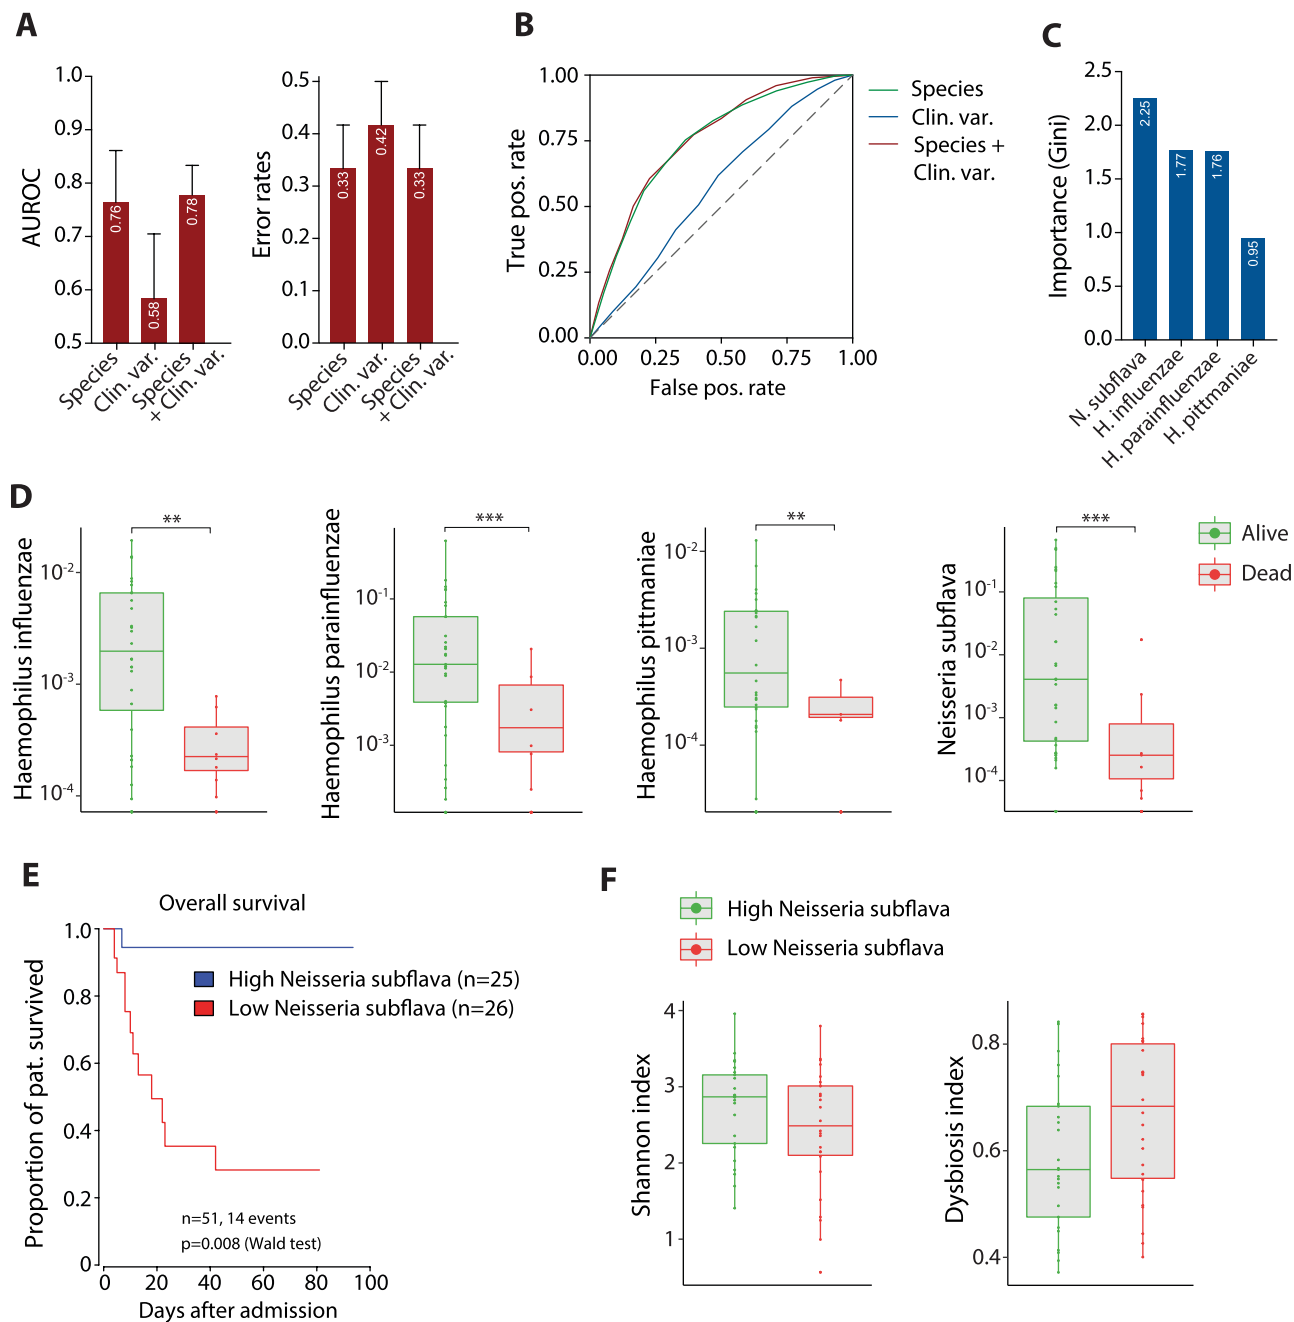 A
AUROC
1.0
0.9
0.8
0.7
0.6
0.5
0.76
0.58
0.78
Species
Clin. var.
Species
+ Clin. var.
Error rates
0.5
0.4
0.3
0.2
0.1
0.0
0.33
0.42
0.33
Species
Clin. var.
Species
+ Clin. var.
B
True pos. rate
1.00
0.75
0.50
0.25
0.00
0.00
0.25
0.50
0.75
1.00
False pos. rate
Species
Clin. var.
Species +
Clin. var.
C
Importance (Gini)
2.5
2.0
1.5
1.0
0.5
0.0
2.25
1.77
1.76
0.95
N. subflava
H. influenzae
H. parainfluenzae
H. pittmaniae
D
Haemophilus influenzae
10-2
10-3
10-4
**
Haemophilus parainfluenzae
10-1
10-2
10-3
***
Haemophilus pittmaniae
10-2
10-3
10-4
**
Neisseria subflava
10-1
10-2
10-3
10-4
***
Alive
Dead
E
Overall survival
Proportion of pat. survived
1.0
0.8
0.6
0.4
0.2
0
High Neisseria subflava (n=25)
Low Neisseria subflava (n=26)
n=51, 14 events
p=0.008 (Wald test)
0
20
40
60
80
100
Days after admission
F
High Neisseria subflava
Low Neisseria subflava
Shannon index
4
3
2
1
Dysbiosis index
0.8
0.6
0.4